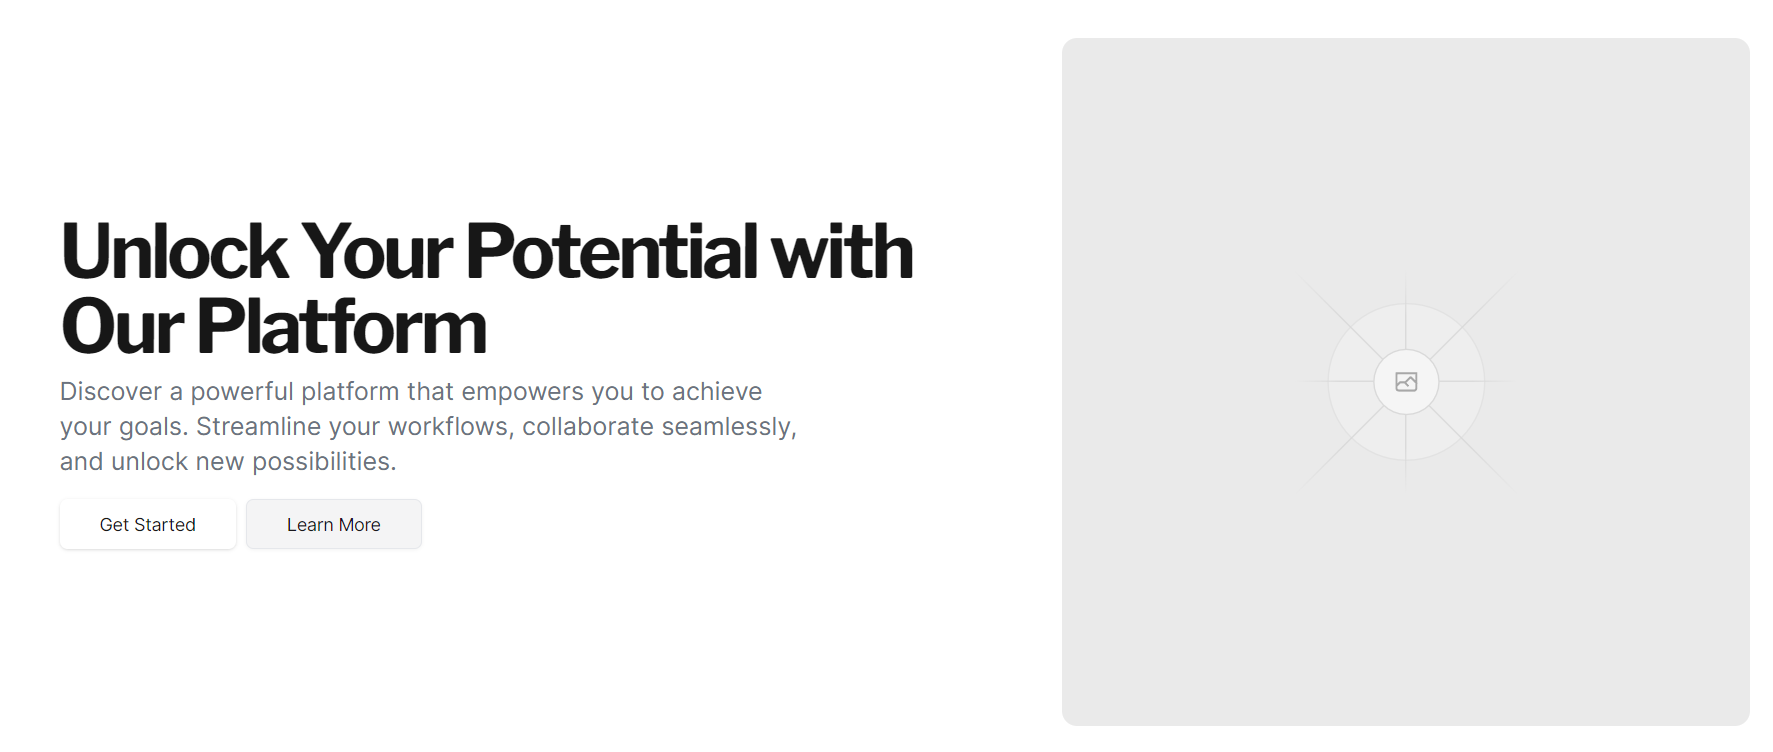 Unlock Your Potential with
Our Platform
Discover a powerful platform that empowers you to achieve
your goals. Streamline your workflows, collaborate seamlessly,
and unlock new possibilities.
Get Started
Learn More